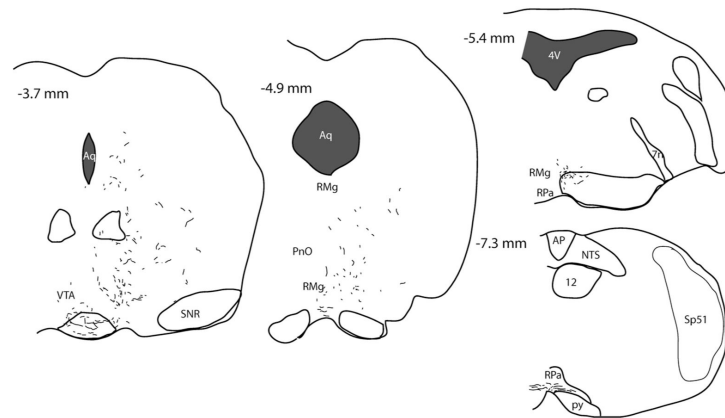 -3.7 mm
Aq
VTA
SNR
-4.9 mm
Aq
RMg
PnO
RMg
-5.4 mm
4V
7n
RMg
RPa
-7.3 mm
AP
NTS
12
Sp51
RPa
py